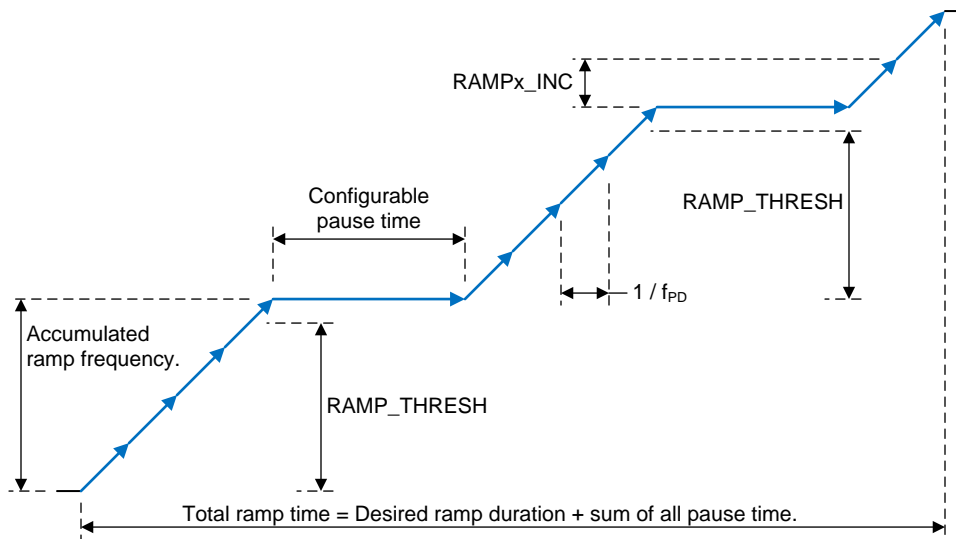 RAMPx_INC
Configurable
pause time
RAMP_THRESH
1 / fPD
Accumulated
ramp frequency.
RAMP_THRESH
Total ramp time = Desired ramp duration + sum of all pause time.